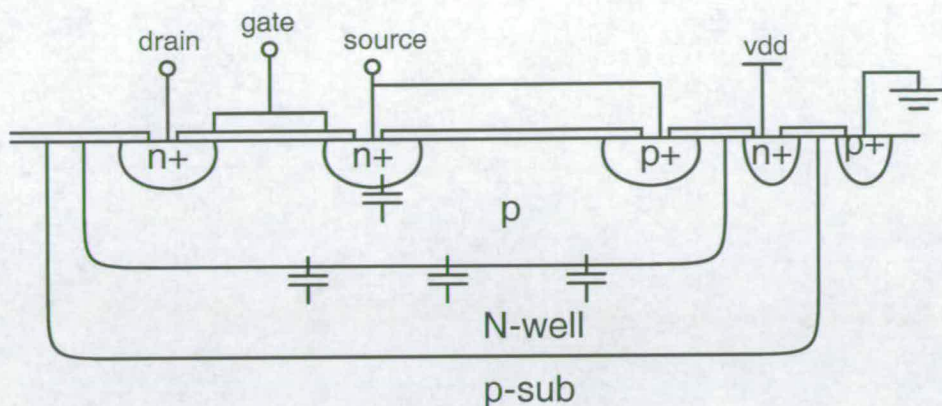 gate
drain source vdd
n+ n+ p+ n+ p+
p
N-well
p-sub